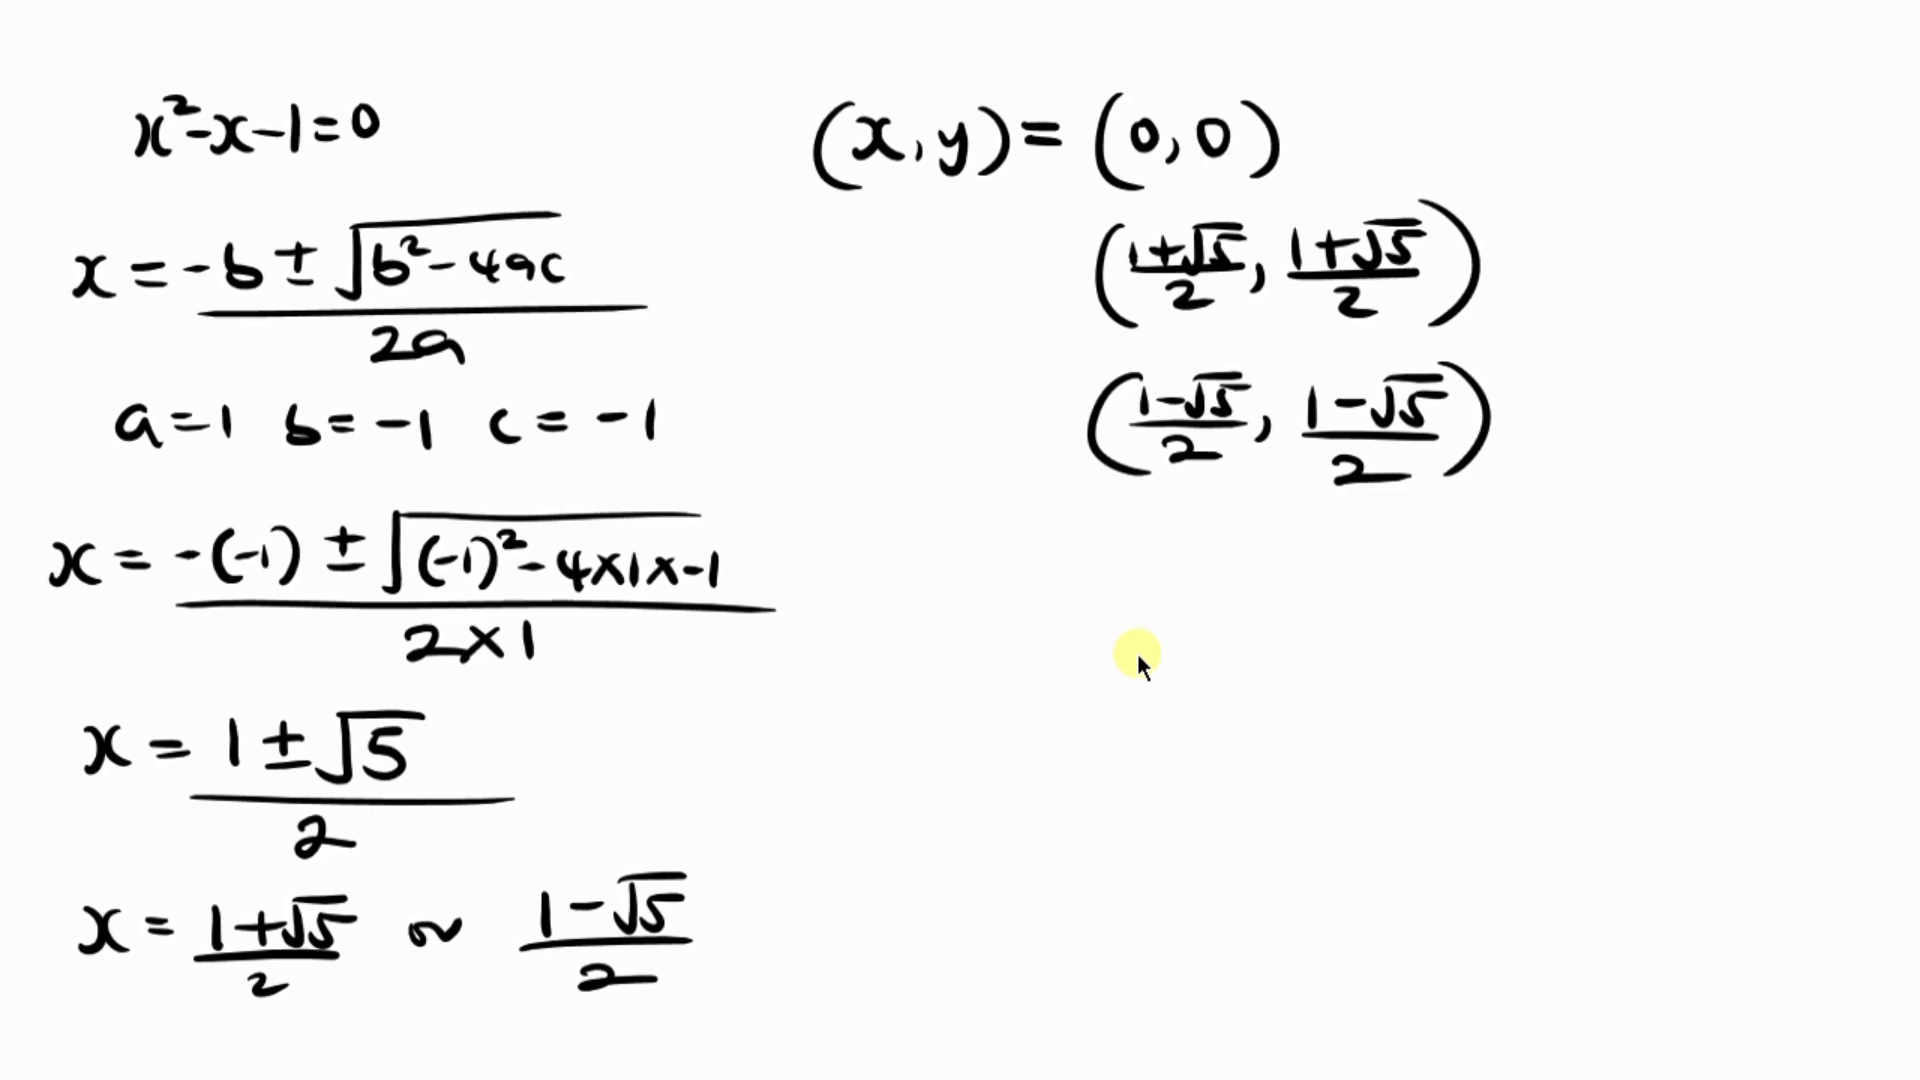 x²-x-1=0
x = -b ± √(b²-4ac) / 2a
a=1 b=-1 c=-1
x = -(-1) ± √((-1)²-4×1×-1) / 2×1
x = 1±√5 / 2
x = 1+√5 / 2 or 1-√5 / 2
(x,y) = (0,0)
(1+√5 / 2, 1+√5 / 2)
(1-√5 / 2, 1-√5 / 2)